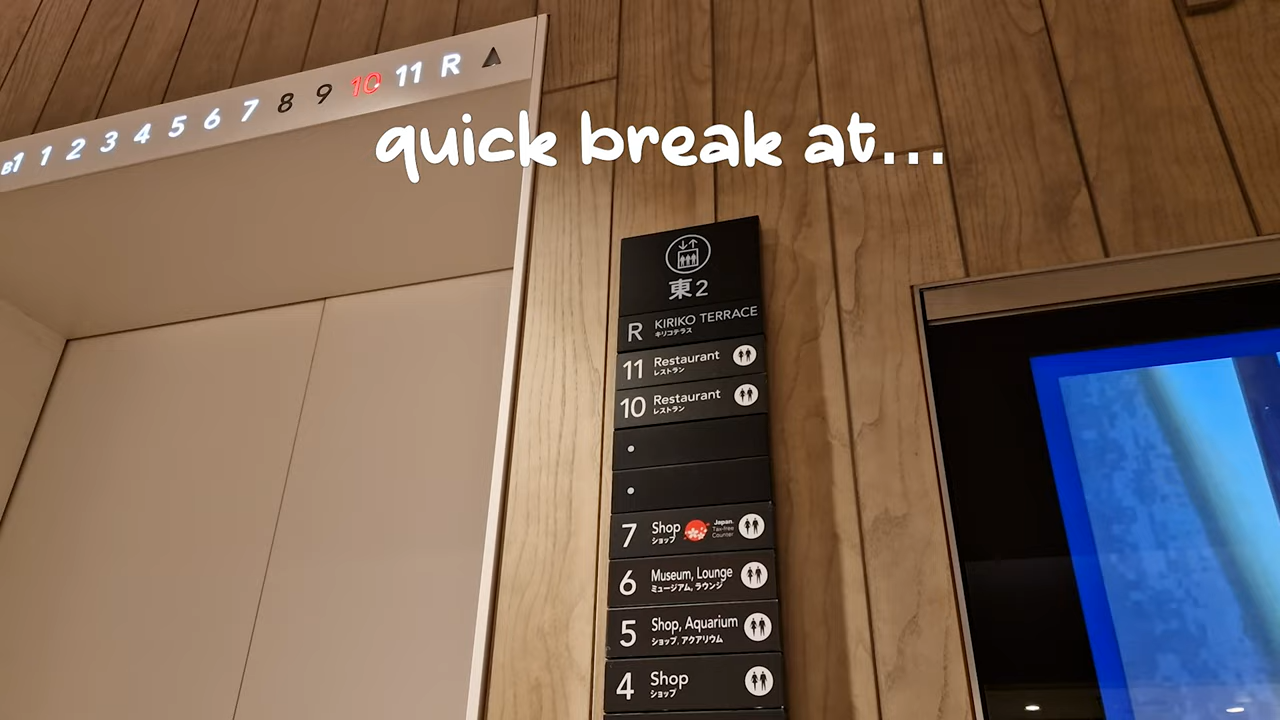 B1 1 2 3 4 5 6 7 8 9 10 11 R
quick break at...
東2
R KIRIKO TERRACE
キリコテラス
11 Restaurant
レストラン
10 Restaurant
レストラン
7 Shop
ショップ
Japan.
Tax-free
Counter
6 Museum, Lounge
ミュージアム, ラウンジ
5 Shop, Aquarium
ショップ, アクアリウム
4 Shop
ショップ